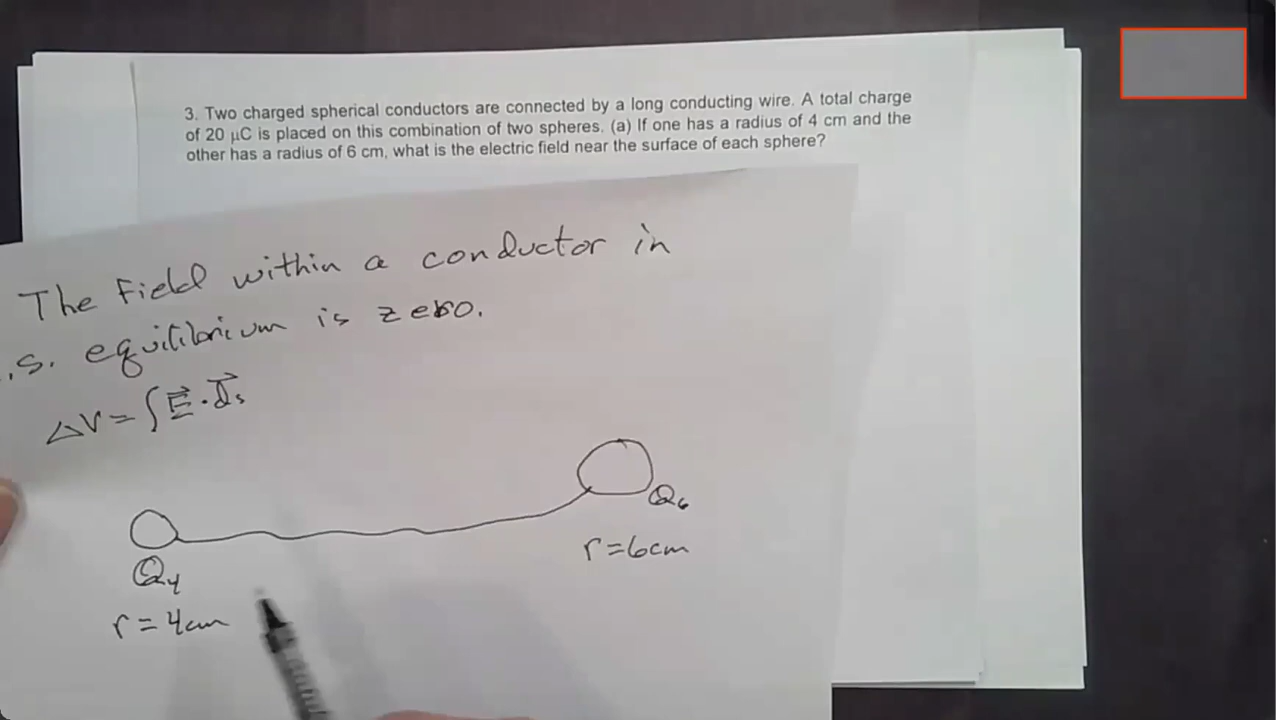 3. Two charged spherical conductors are connected by a long conducting wire. A total charge
of 20 μC is placed on this combination of two spheres. (a) If one has a radius of 4 cm and the
other has a radius of 6 cm, what is the electric field near the surface of each sphere?
The Field within a conductor in
.s. equilibrium is zero.
ΔV=∫E⃗·d⃗s
Q₆
r=6cm
Q₄
r=4cm